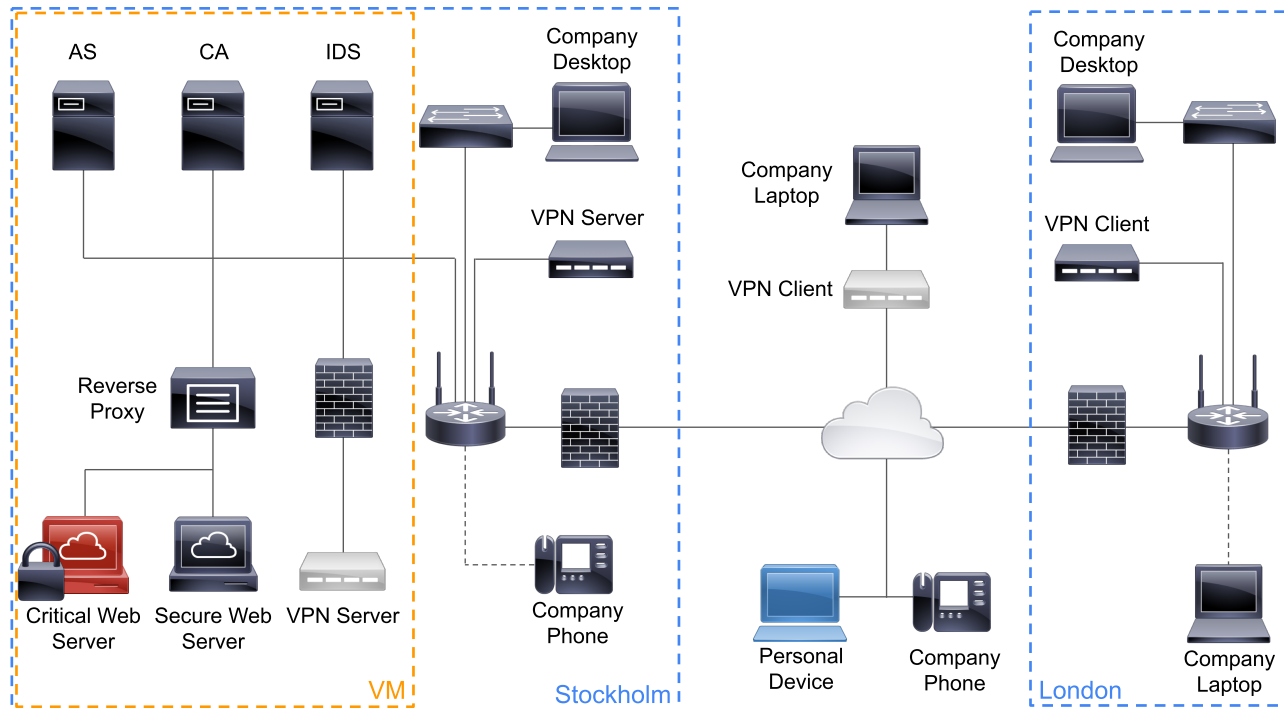 AS
CA
IDS
Company
Desktop
VPN Server
Reverse
Proxy
Critical Web
Server
Secure Web
Server
VPN Server
Company
Phone
VM
Stockholm
Company
Laptop
VPN Client
Personal
Device
Company
Phone
Company
Desktop
VPN Client
Company
Laptop
London